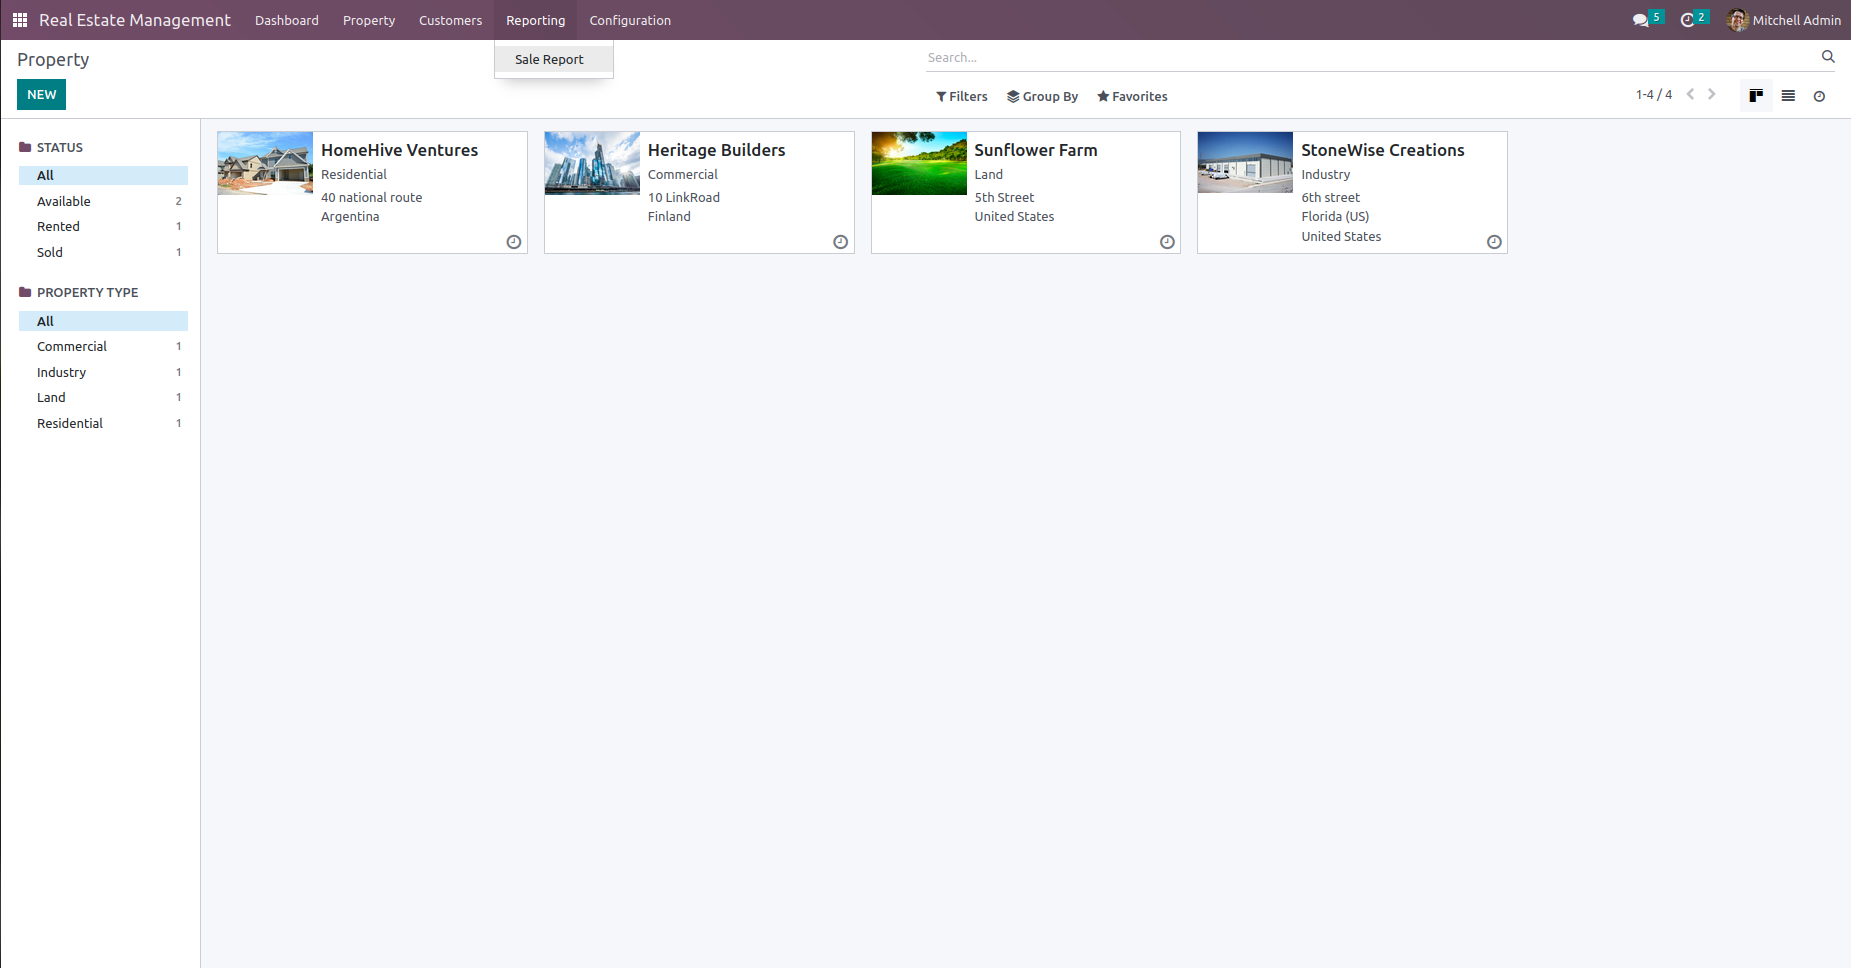 Real Estate Management Dashboard Property Customers Reporting Configuration 5 2 Mitchell Admin
Sale Report
Property
Search...
NEW
Filters Group By Favorites 1-4 / 4
STATUS
All
Available 2
Rented 1
Sold 1
PROPERTY TYPE
All
Commercial 1
Industry 1
Land 1
Residential 1
HomeHive Ventures
Residential
40 national route
Argentina
Heritage Builders
Commercial
10 LinkRoad
Finland
Sunflower Farm
Land
5th Street
United States
StoneWise Creations
Industry
6th street
Florida (US)
United States